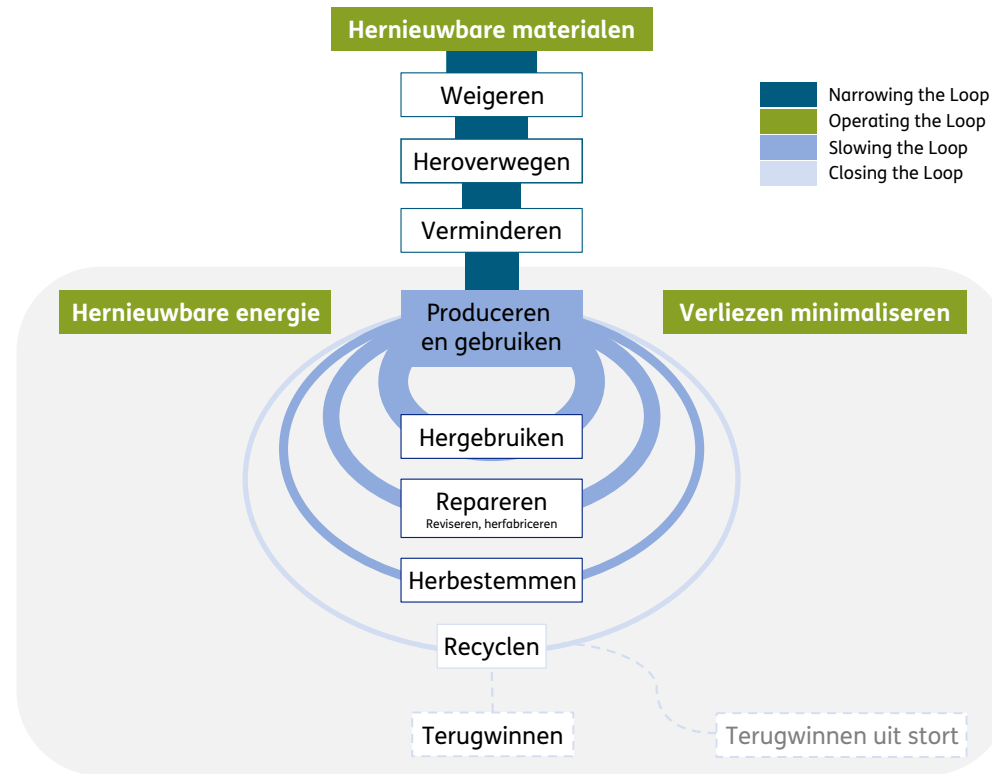 Hernieuwbare materialen
Weigeren
Heroverwegen
Verminderen
Narrowing the Loop
Operating the Loop
Slowing the Loop
Closing the Loop
Hernieuwbare energie
Produceren
en gebruiken
Verliezen minimaliseren
Hergebruiken
Repareren
Reviseren, herfabriceren
Herbestemmen
Recyclen
Terugwinnen
Terugwinnen uit stort